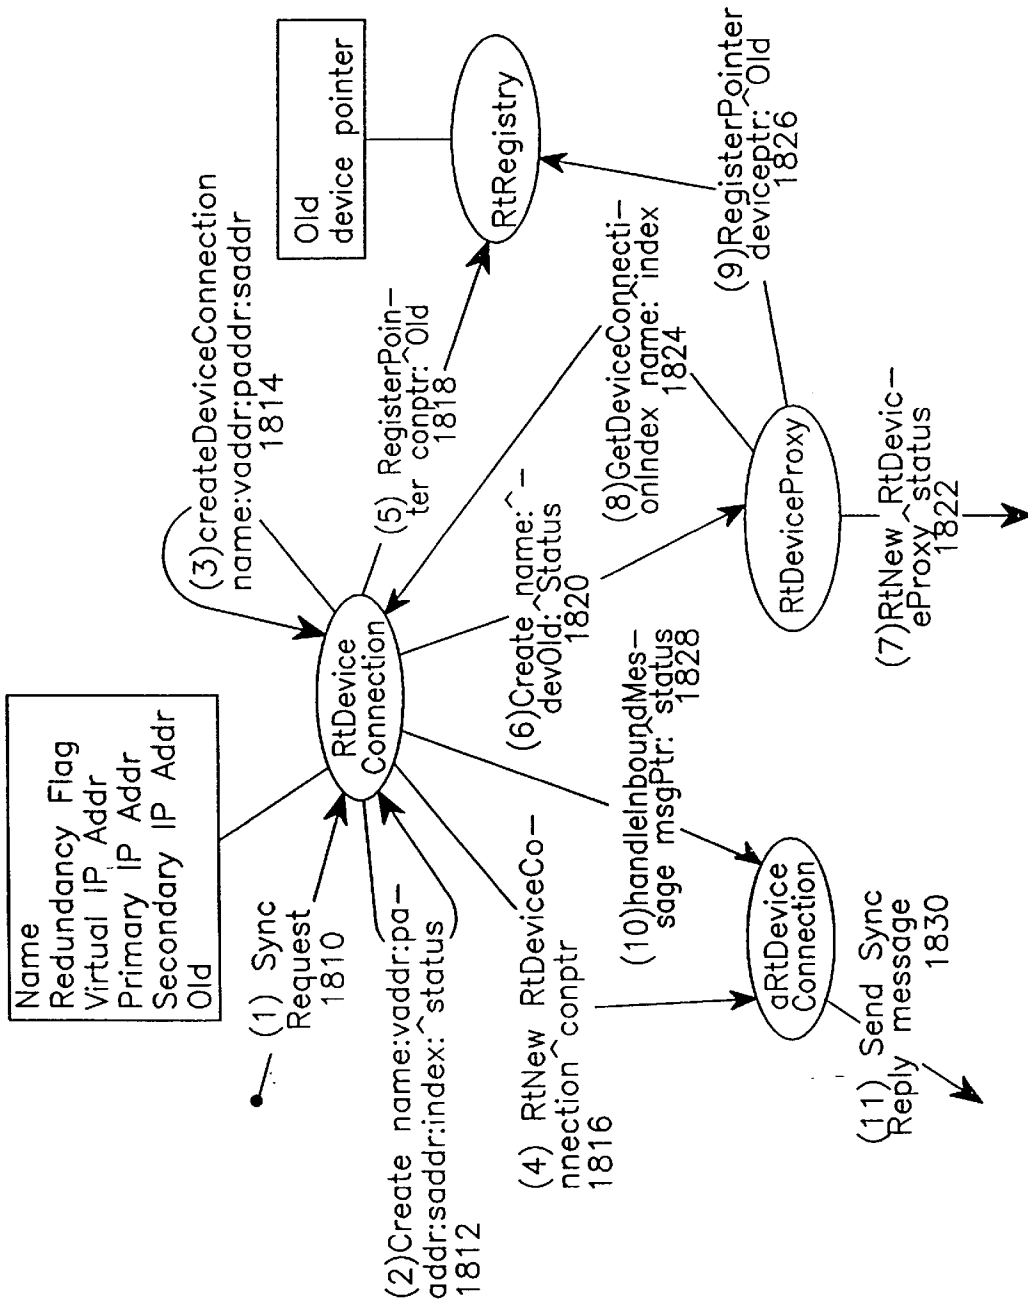 Name
Redundancy Flag
Virtual IP Addr
Primary IP Addr
Secondary IP Addr
Old
(1) Sync
Request
1810
(2)Create name:vaddr:pa-
addr:saddr:index:^status
1812
RtDevice
Connection
(3)createDeviceConnection
name:vaddr:paddr:saddr
1814
Old
device pointer
RtRegistry
(5) RegisterPoin-
ter conptr:^Old
1818
(4) RtNew RtDeviceCo-
nnection^conptr
1816
(6)Create name:^-
devOld:^Status
1820
(8)GetDeviceConnecti-
onIndex name:^index
1824
(9)RegisterPointer
deviceptr:^Old
1826
(10)handleInboundMes-
sage msgPtr:^status
1828
aRtDevice
Connection
RtDeviceProxy
(11) Send Sync
Reply message
1830
(7)RtNew RtDevic-
eProxy^status
1822